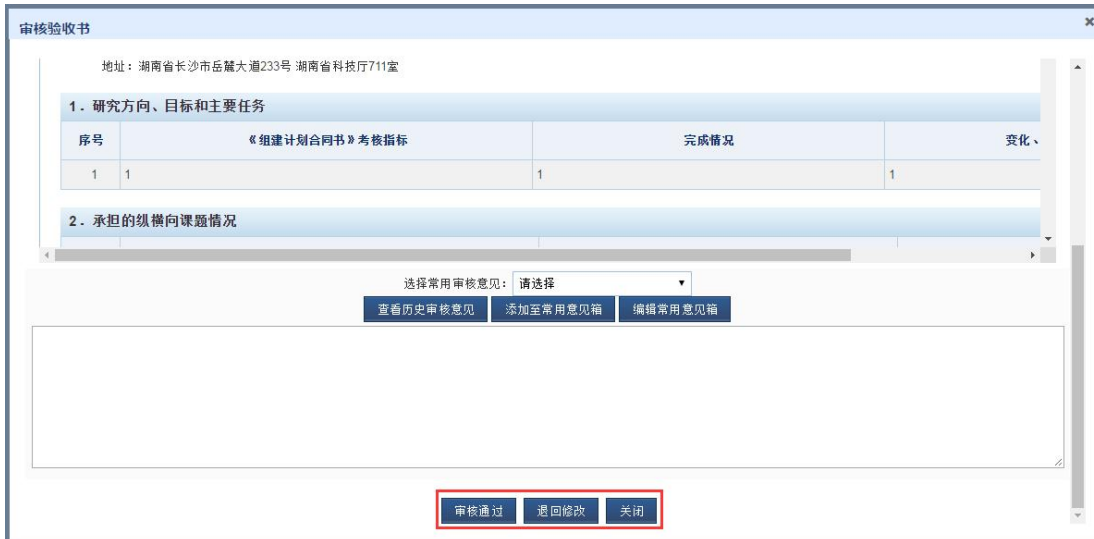 审核验收书
×
地址：湖南省长沙市岳麓大道233号 湖南省科技厅711室
1．研究方向、目标和主要任务
序号 《组建计划合同书》考核指标 完成情况 变化、
1 1 1 1
2．承担的纵横向课题情况
选择常用审核意见： 请选择
查看历史审核意见 添加至常用意见箱 编辑常用意见箱
审核通过 退回修改 关闭